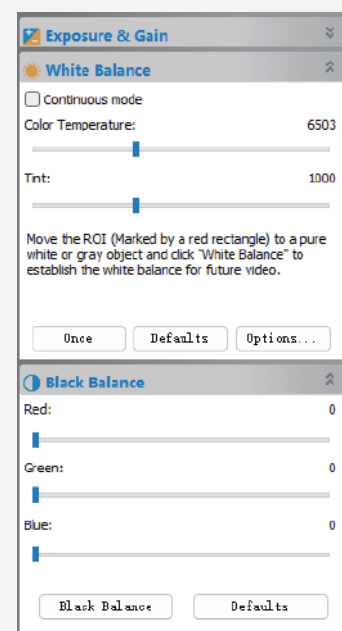 Exposure & Gain
White Balance
Continuous mode
Color Temperature: 6503
Tint: 1000
Move the ROI (Marked by a red rectangle) to a pure
white or gray object and click "White Balance" to
establish the white balance for future video.
Once Defaults Options...
Black Balance
Red: 0
Green: 0
Blue: 0
Black Balance Defaults